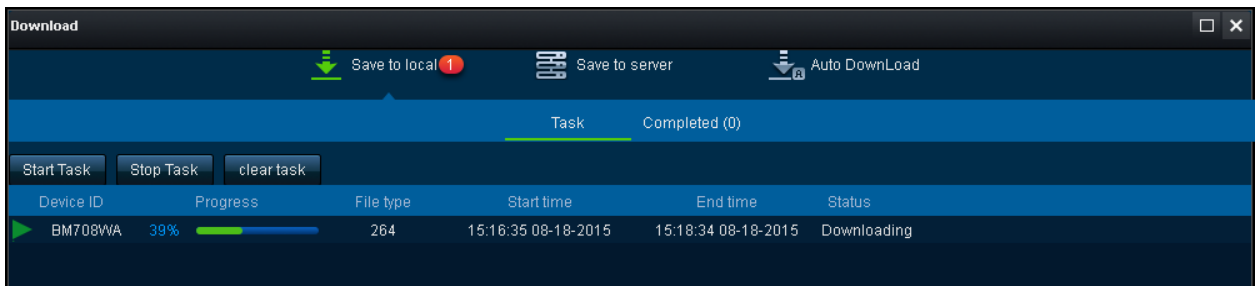 Download
Save to local 1 Save to server A Auto DownLoad
Task Completed (0)
Start Task Stop Task clear task
Device ID Progress File type Start time End time Status
BM708WA 39% 264 15:16:35 08-18-2015 15:18:34 08-18-2015 Downloading